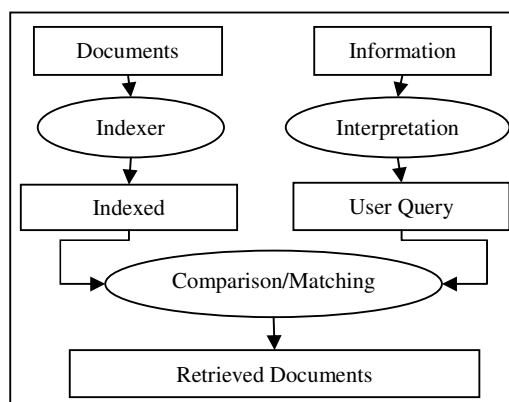 Documents
Information
Indexer
Interpretation
Indexed
User Query
Comparison/Matching
Retrieved Documents